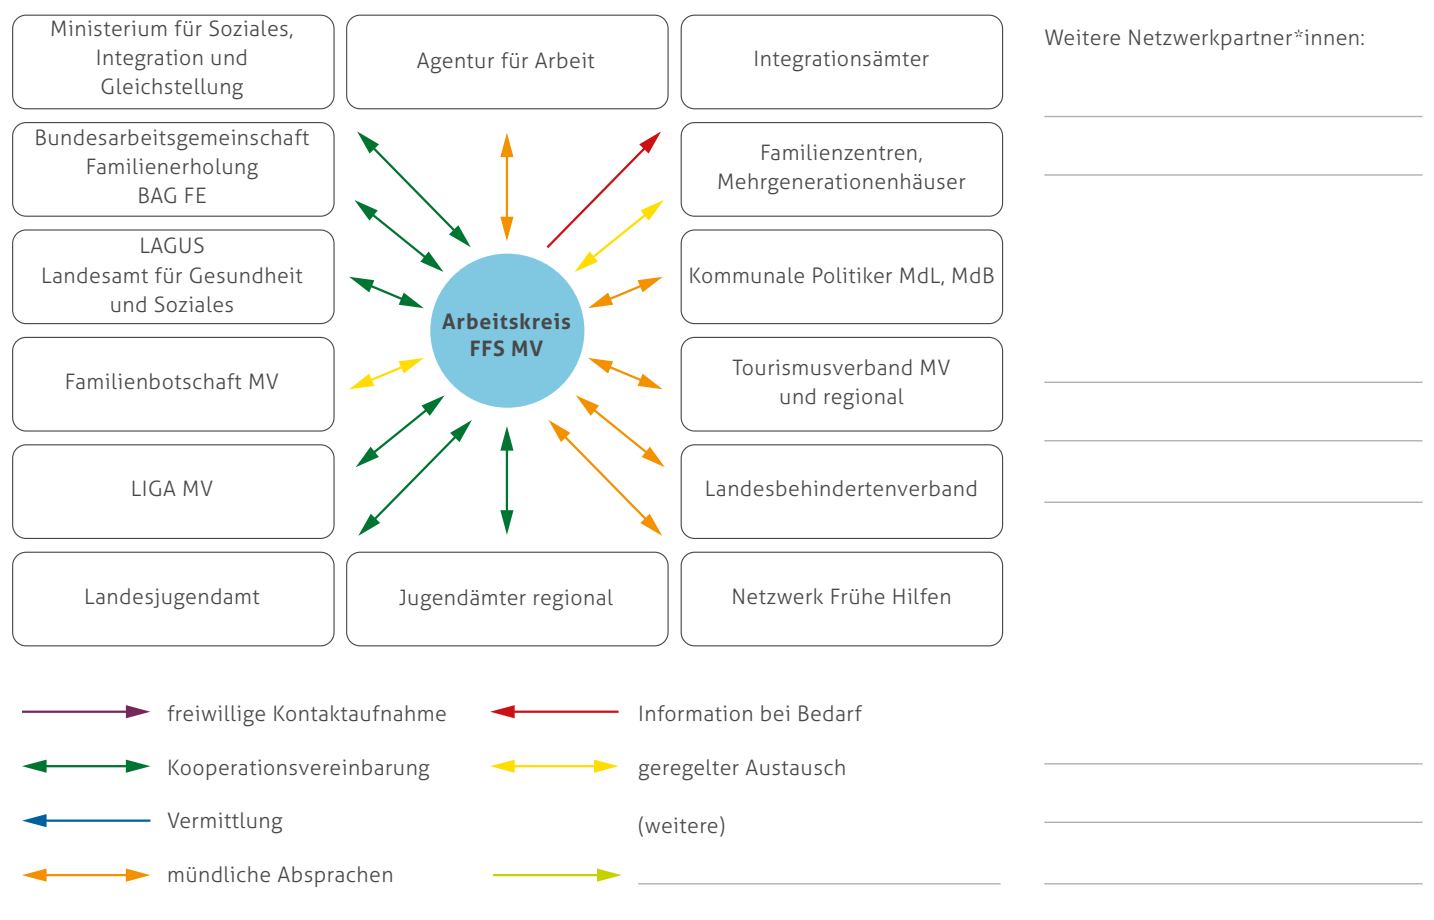 Ministerium für Soziales,
Integration und
Gleichstellung
Agentur für Arbeit
Integrationsämter
Weitere Netzwerkpartner*innen:
Bundesarbeitsgemeinschaft
Familienerholung
BAG FE
Familienzentren,
Mehrgenerationenhäuser
LAGUS
Landesamt für Gesundheit
und Soziales
Kommunale Politiker MdL, MdB
Arbeitskreis
FFS MV
Familienbotschaft MV
Tourismusverband MV
und regional
LIGA MV
Landesbehindertenverband
Landesjugendamt
Jugendämter regional
Netzwerk Frühe Hilfen
freiwillige Kontaktaufnahme
Information bei Bedarf
Kooperationsvereinbarung
geregelter Austausch
Vermittlung
(weitere)
mündliche Absprachen